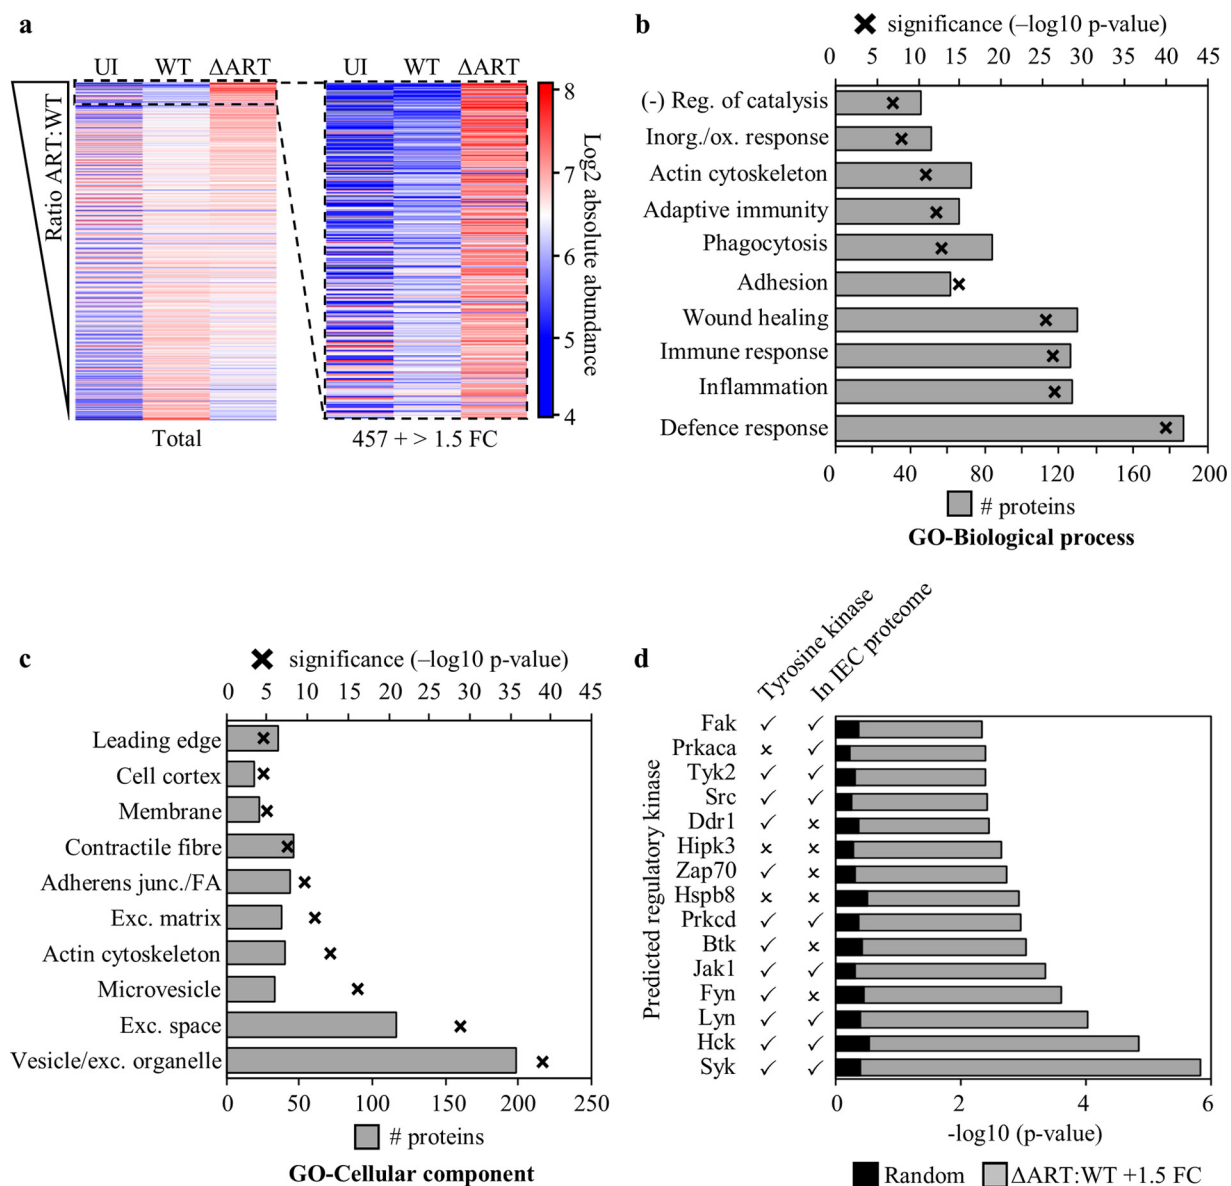 a
UI WT ΔART
UI WT ΔART
Ratio ART:WT
8
7
6
5
4
Log2 absolute abundance
Total
457 + > 1.5 FC
b
significance (–log10 p-value)
0 5 10 15 20 25 30 35 40 45
(-) Reg. of catalysis
Inorg./ox. response
Actin cytoskeleton
Adaptive immunity
Phagocytosis
Adhesion
Wound healing
Immune response
Inflammation
Defence response
0 40 80 120 160 200
# proteins
GO-Biological process
c
significance (–log10 p-value)
0 5 10 15 20 25 30 35 40 45
Leading edge
Cell cortex
Membrane
Contractile fibre
Adherens junc./FA
Exc. matrix
Actin cytoskeleton
Microvesicle
Exc. space
Vesicle/exc. organelle
0 50 100 150 200 250
# proteins
GO-Cellular component
d
Tyrosine kinase
In IEC proteome
Predicted regulatory kinase
Fak ✓ ✓
Prkaca x ✓
Tyk2 ✓ ✓
Src ✓ ✓
Ddr1 ✓ x
Hipk3 x x
Zap70 ✓ x
Hspb8 x x
Prkcd ✓ ✓
Btk ✓ x
Jak1 ✓ ✓
Fyn ✓ x
Lyn ✓ ✓
Hck ✓ ✓
Syk ✓ ✓
0 2 4 6
-log10 (p-value)
Random ΔART:WT +1.5 FC